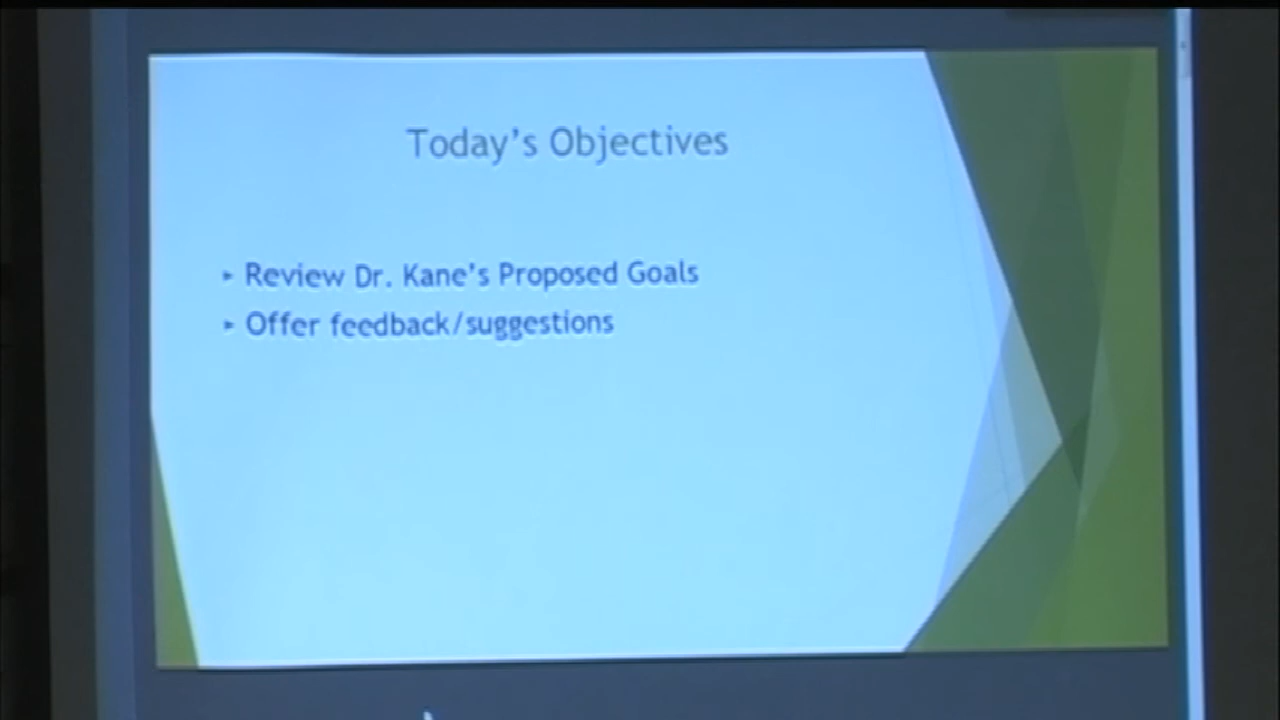 Today's Objectives
Review Dr. Kane's Proposed Goals
Offer feedback/suggestions